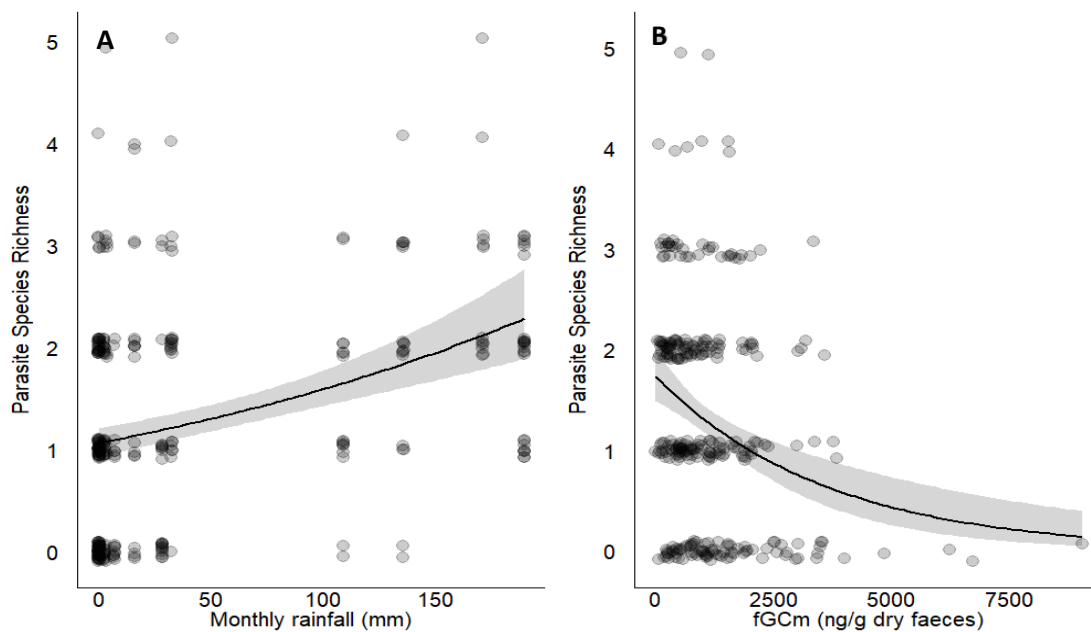 A
Parasite Species Richness
5
4
3
2
1
0
0 50 100 150
Monthly rainfall (mm)
B
Parasite Species Richness
5
4
3
2
1
0
0 2500 5000 7500
fGCm (ng/g dry faeces)